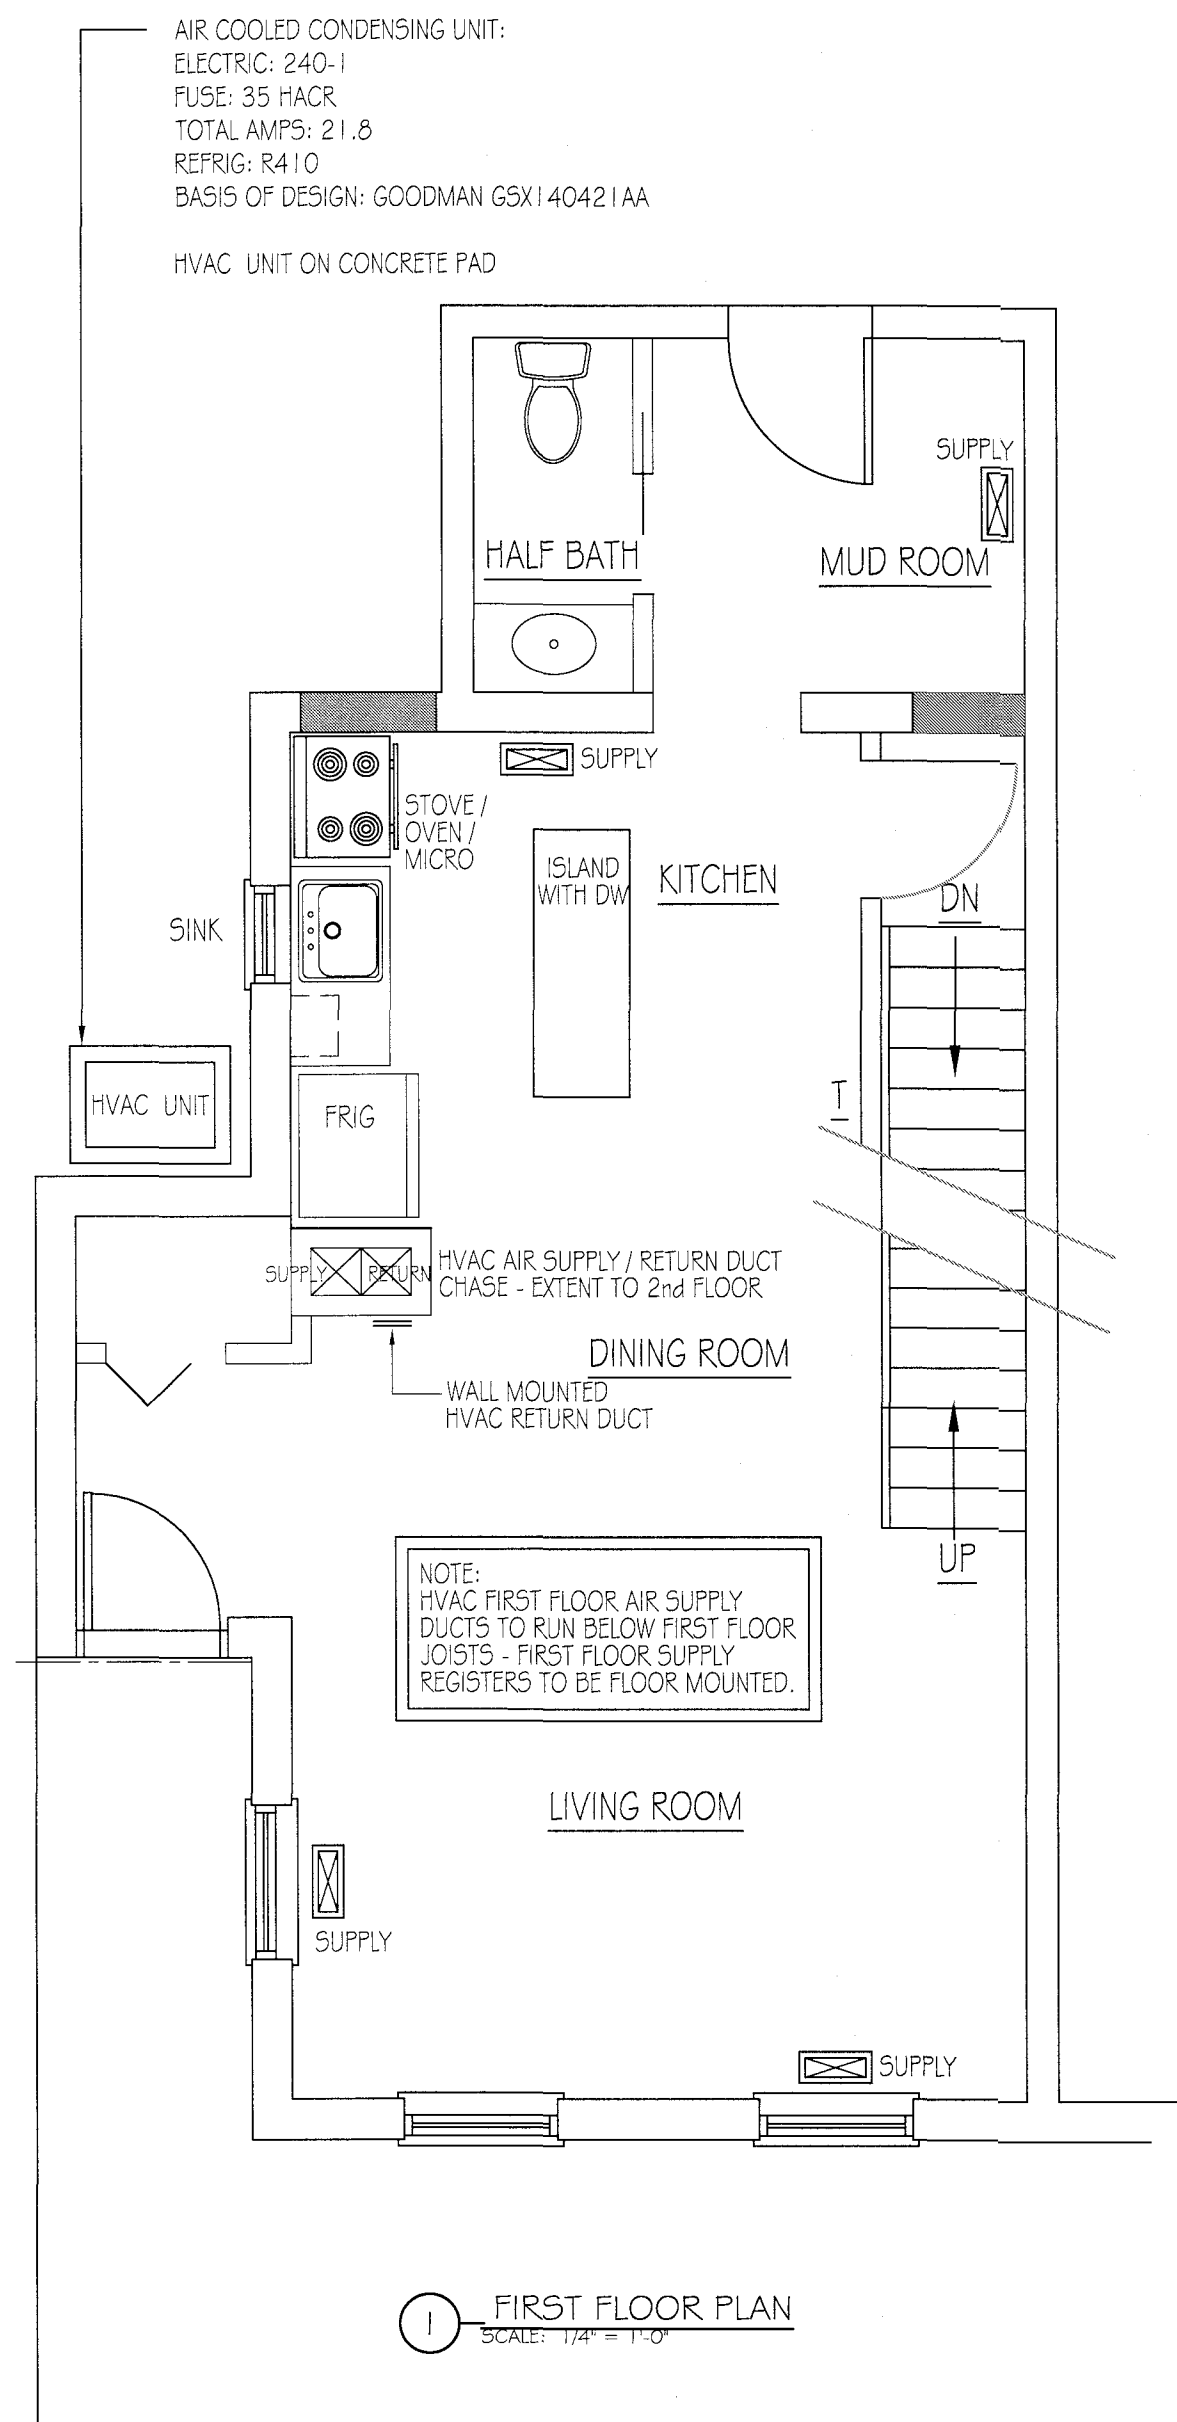 AIR COOLED CONDENSING UNIT:
ELECTRIC: 240-1
FUSE: 35 HACR
TOTAL AMPS: 21.8
REFRIG: R410
BASIS OF DESIGN: GOODMAN GSX140421AA
HVAC UNIT ON CONCRETE PAD
SUPPLY
HALF BATH
MUD ROOM
SUPPLY
STOVE /
OVEN /
MICRO
ISLAND
WITH DW
KITCHEN
DN
SINK
T
HVAC UNIT
FRIG
SUPPLY
RETURN
HVAC AIR SUPPLY / RETURN DUCT
CHASE - EXTENT TO 2nd FLOOR
DINING ROOM
WALL MOUNTED
HVAC RETURN DUCT
UP
NOTE:
HVAC FIRST FLOOR AIR SUPPLY
DUCTS TO RUN BELOW FIRST FLOOR
JOISTS - FIRST FLOOR SUPPLY
REGISTERS TO BE FLOOR MOUNTED.
LIVING ROOM
SUPPLY
SUPPLY
1
FIRST FLOOR PLAN
SCALE: 1/4" = 1'-0"